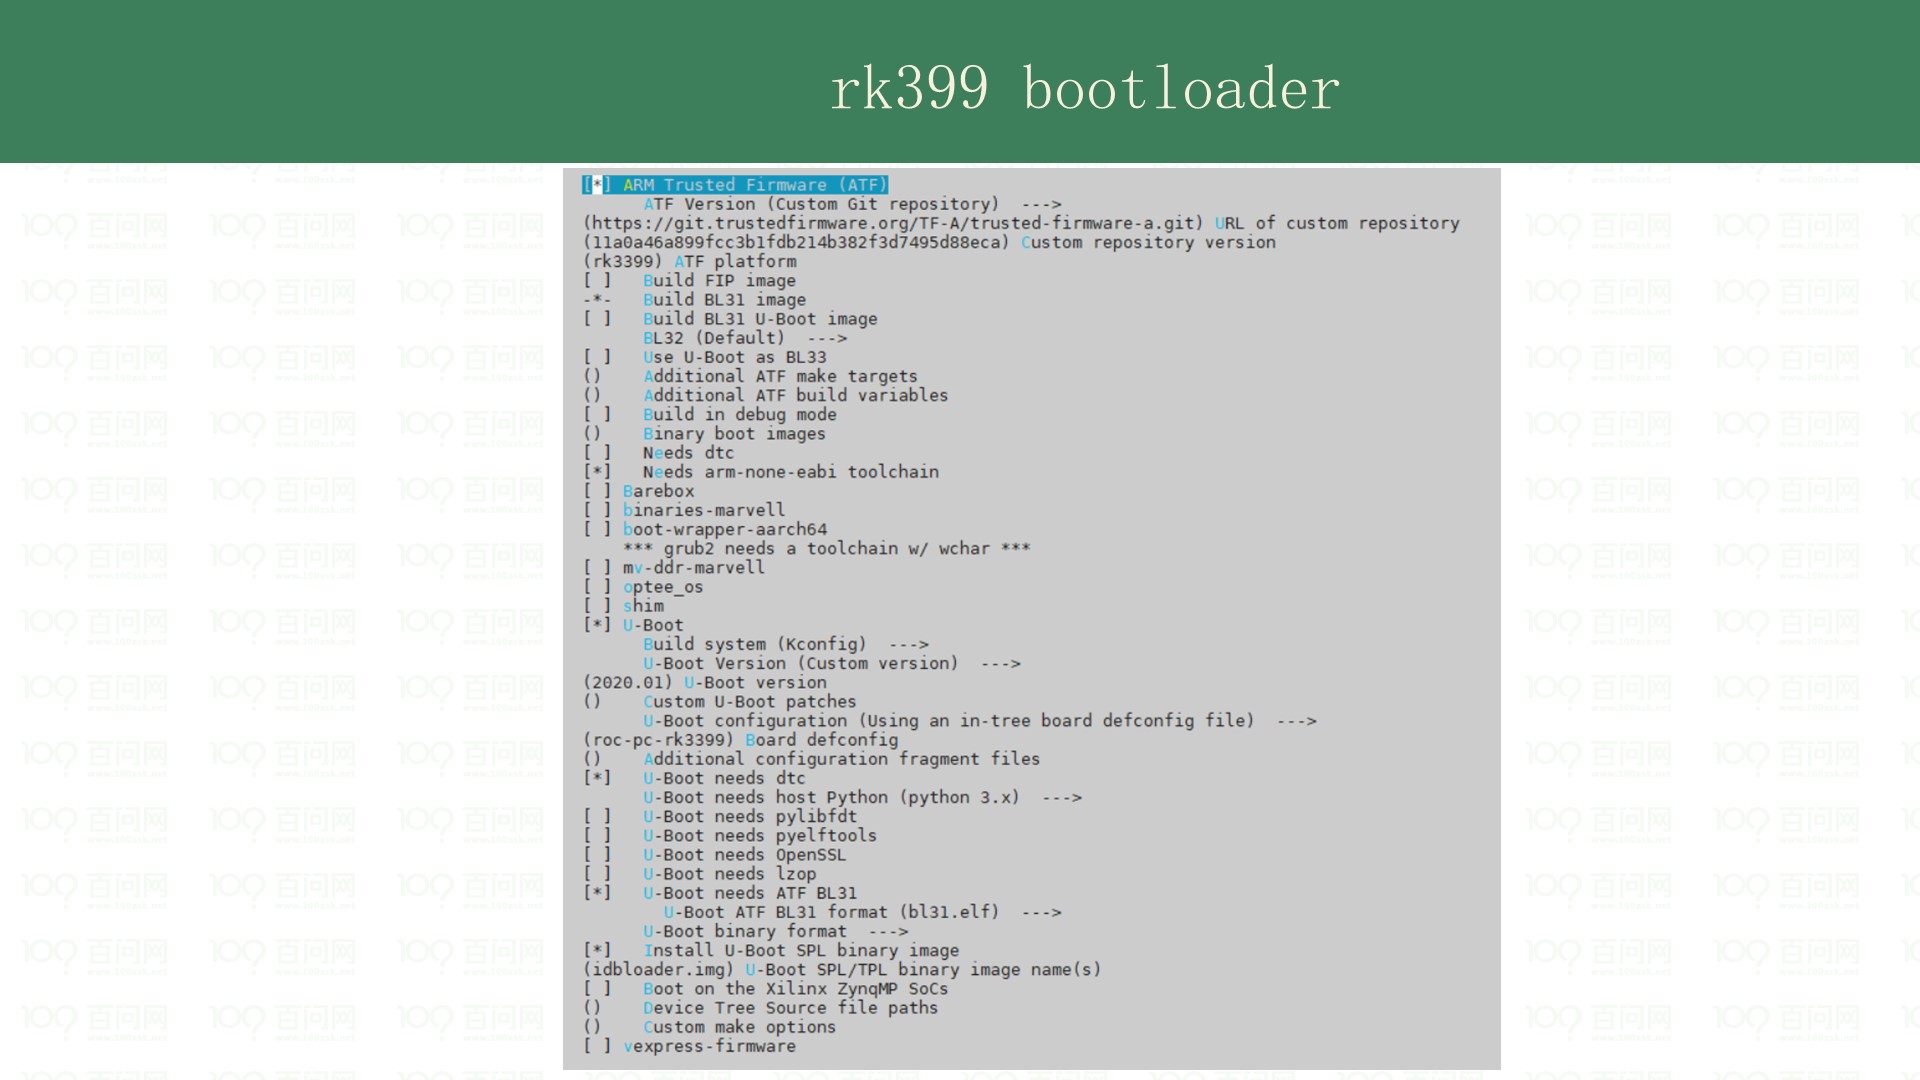 rk399 bootloader
[*] ARM Trusted Firmware (ATF)
ATF Version (Custom Git repository)  --->
(https://git.trustedfirmware.org/TF-A/trusted-firmware-a.git) URL of custom repository
(11a0a46a899fcc3b1fdb214b382f3d7495d88eca) Custom repository version
(rk3399) ATF platform
[ ]   Build FIP image
-*-   Build BL31 image
[ ]   Build BL31 U-Boot image
BL32 (Default)  --->
[ ]   Use U-Boot as BL33
()    Additional ATF make targets
()    Additional ATF build variables
[ ]   Build in debug mode
()    Binary boot images
[ ]   Needs dtc
[*]   Needs arm-none-eabi toolchain
[ ] Barebox
[ ] binaries-marvell
[ ] boot-wrapper-aarch64
*** grub2 needs a toolchain w/ wchar ***
[ ] mv-ddr-marvell
[ ] optee_os
[ ] shim
[*] U-Boot
Build system (Kconfig)  --->
U-Boot Version (Custom version)  --->
(2020.01) U-Boot version
()    Custom U-Boot patches
U-Boot configuration (Using an in-tree board defconfig file)  --->
(roc-pc-rk3399) Board defconfig
()    Additional configuration fragment files
[*]   U-Boot needs dtc
U-Boot needs host Python (python 3.x)  --->
[ ]   U-Boot needs pylibfdt
[ ]   U-Boot needs pyelftools
[ ]   U-Boot needs OpenSSL
[ ]   U-Boot needs lzop
[*]   U-Boot needs ATF BL31
U-Boot ATF BL31 format (bl31.elf)  --->
U-Boot binary format  --->
[*]   Install U-Boot SPL binary image
(idbloader.img) U-Boot SPL/TPL binary image name(s)
[ ]   Boot on the Xilinx ZynqMP SoCs
()    Device Tree Source file paths
()    Custom make options
[ ] vexpress-firmware